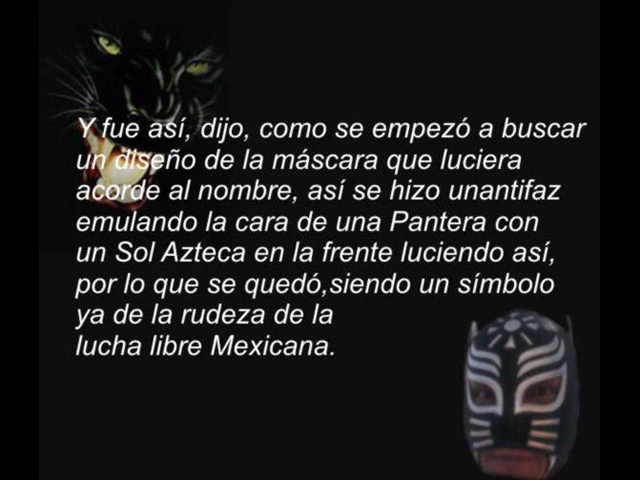 Y fue así, dijo, como se empezó a buscar
un diseño de la máscara que luciera
acorde al nombre, así se hizo unantifaz
emulando la cara de una Pantera con
un Sol Azteca en la frente luciendo así,
por lo que se quedó,siendo un símbolo
ya de la rudeza de la
lucha libre Mexicana.